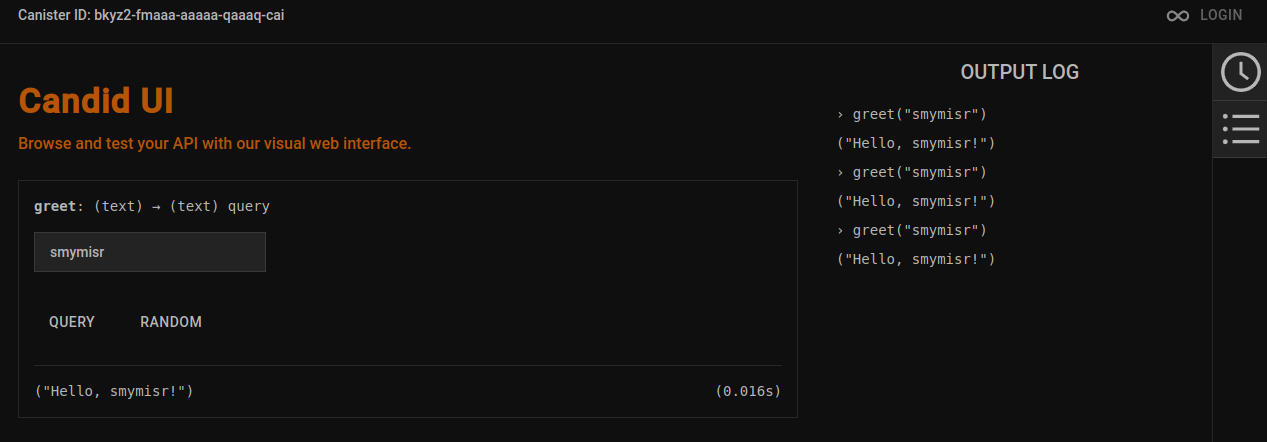 Canister ID: bkyz2-fmaaa-aaaaa-qaaaq-cai
LOGIN
Candid UI
Browse and test your API with our visual web interface.
greet: (text) → (text) query
smymisr
QUERY RANDOM
("Hello, smymisr!") (0.016s)
OUTPUT LOG
› greet("smymisr")
("Hello, smymisr!")
› greet("smymisr")
("Hello, smymisr!")
› greet("smymisr")
("Hello, smymisr!")